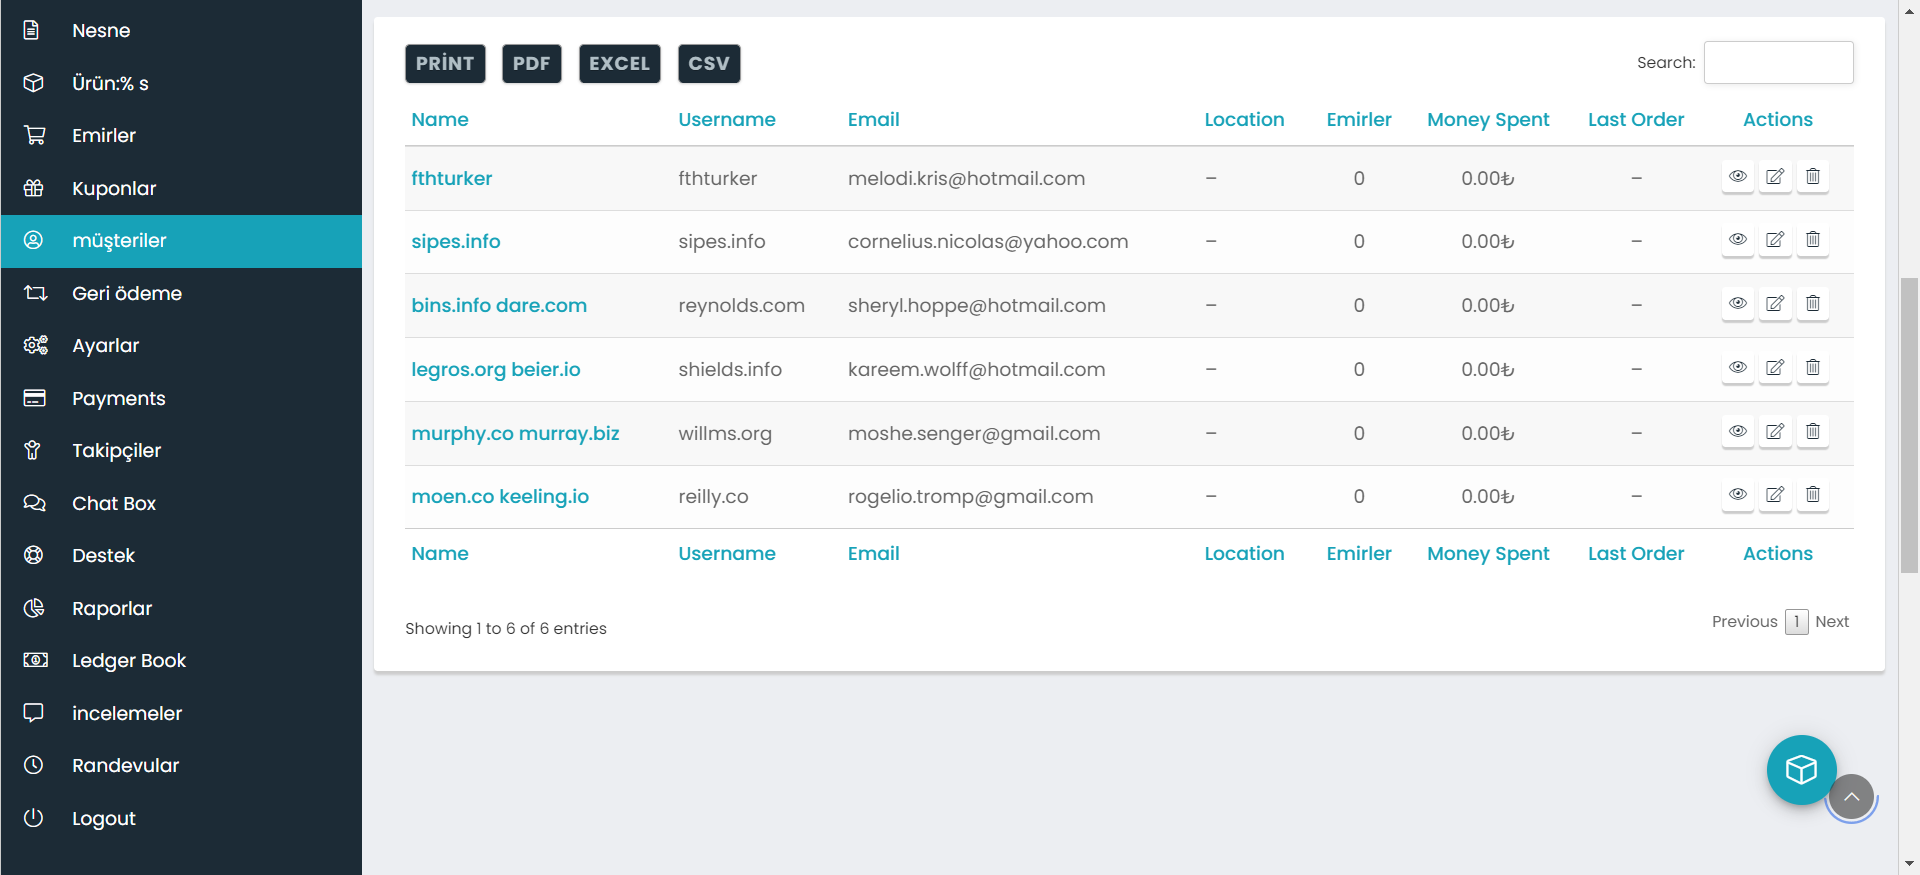 Nesne
Ürün:% s
Emirler
Kuponlar
müşteriler
Geri ödeme
Ayarlar
Payments
Takipçiler
Chat Box
Destek
Raporlar
Ledger Book
incelemeler
Randevular
Logout
PRİNT PDF EXCEL CSV Search:
Name Username Email Location Emirler Money Spent Last Order Actions
fthturker fthturker melodi.kris@hotmail.com – 0 0.00₺ –
sipes.info sipes.info cornelius.nicolas@yahoo.com – 0 0.00₺ –
bins.info dare.com reynolds.com sheryl.hoppe@hotmail.com – 0 0.00₺ –
legros.org beier.io shields.info kareem.wolff@hotmail.com – 0 0.00₺ –
murphy.co murray.biz willms.org moshe.senger@gmail.com – 0 0.00₺ –
moen.co keeling.io reilly.co rogelio.tromp@gmail.com – 0 0.00₺ –
Name Username Email Location Emirler Money Spent Last Order Actions
Showing 1 to 6 of 6 entries Previous 1 Next